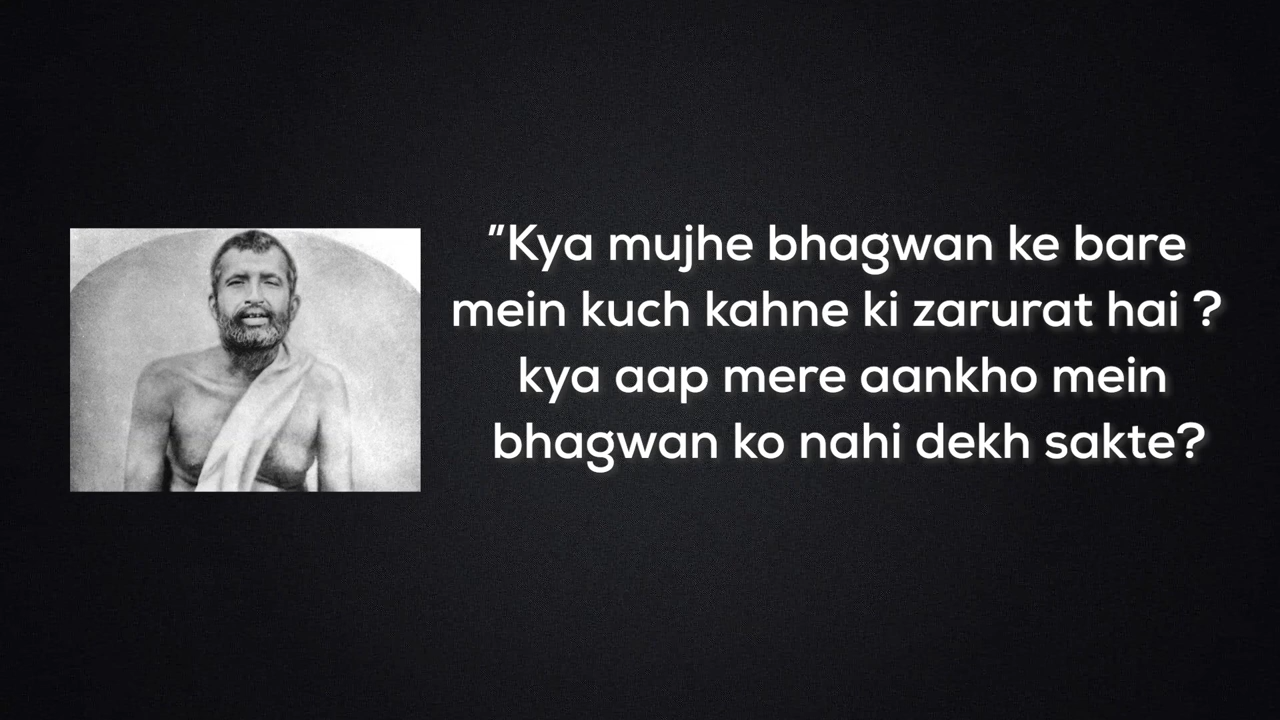 "Kya mujhe bhagwan ke bare
mein kuch kahne ki zarurat hai ?
kya aap mere aankho mein
bhagwan ko nahi dekh sakte?